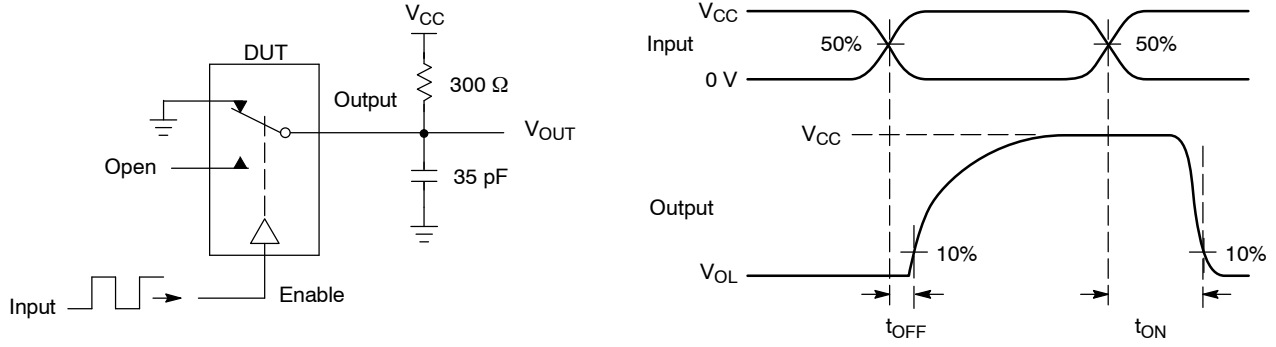 V_CC
DUT
300 Ω
Output
V_OUT
Open
35 pF
Input
Enable
V_CC
Input
50%
50%
0 V
V_CC
Output
10%
10%
V_OL
t_OFF
t_ON